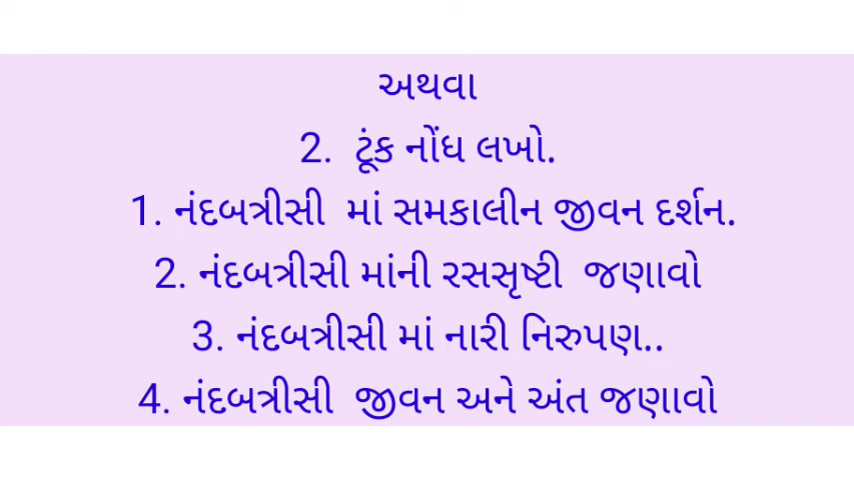 અથવા
2. ટૂંક નોંધ લખો.
1. નંદબત્રીસી માં સમકાલીન જીવન દર્શન.
2. નંદબત્રીસી માંની રસસૃષ્ટી જણાવો
3. નંદબત્રીસી માં નારી નિરુપણ..
4. નંદબત્રીસી જીવન અને અંત જણાવો